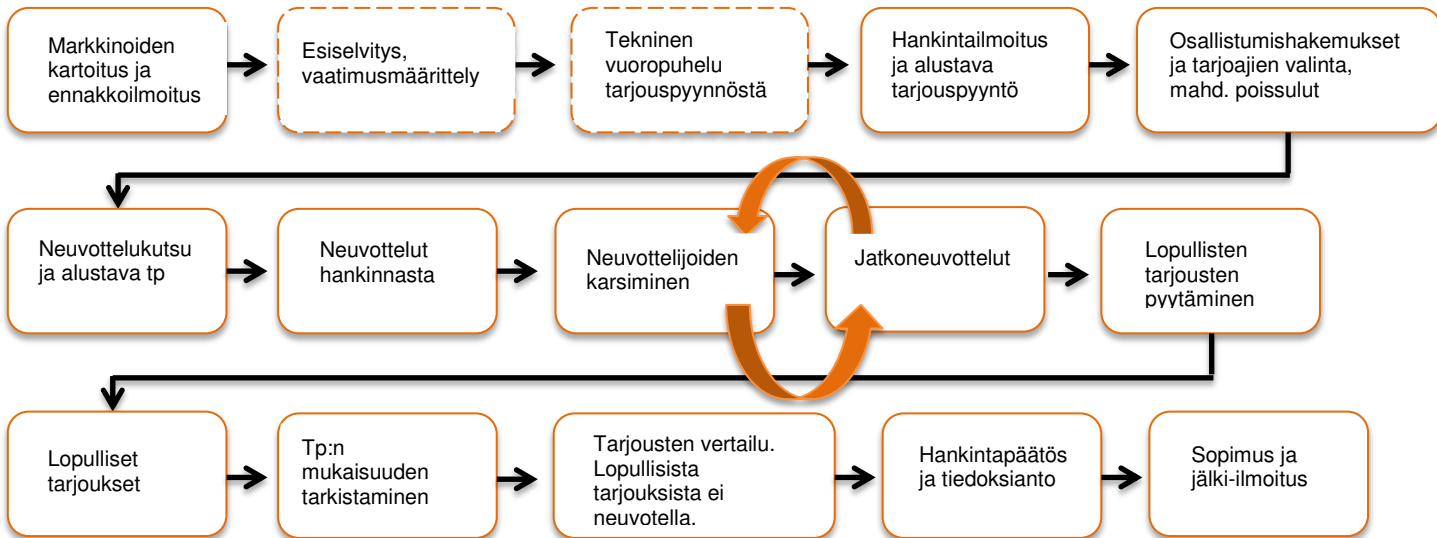 Markkinoiden
kartoitus ja
ennakkoilmoitus
Esiselvitys,
vaatimusmäärittely
Tekninen
vuoropuhelu
tarjouspyynnöstä
Hankintailmoitus
ja alustava
tarjouspyyntö
Osallistumishakemukset
ja tarjoajien valinta,
mahd. poissulut
Neuvottelukutsu
ja alustava tp
Neuvottelut
hankinnasta
Neuvottelijoiden
karsiminen
Jatkoneuvottelut
Lopullisten
tarjousten
pyytäminen
Lopulliset
tarjoukset
Tp:n
mukaisuuden
tarkistaminen
Tarjousten vertailu.
Lopullisista
tarjouksista ei
neuvotella.
Hankintapäätös
ja tiedoksianto
Sopimus ja
jälki-ilmoitus